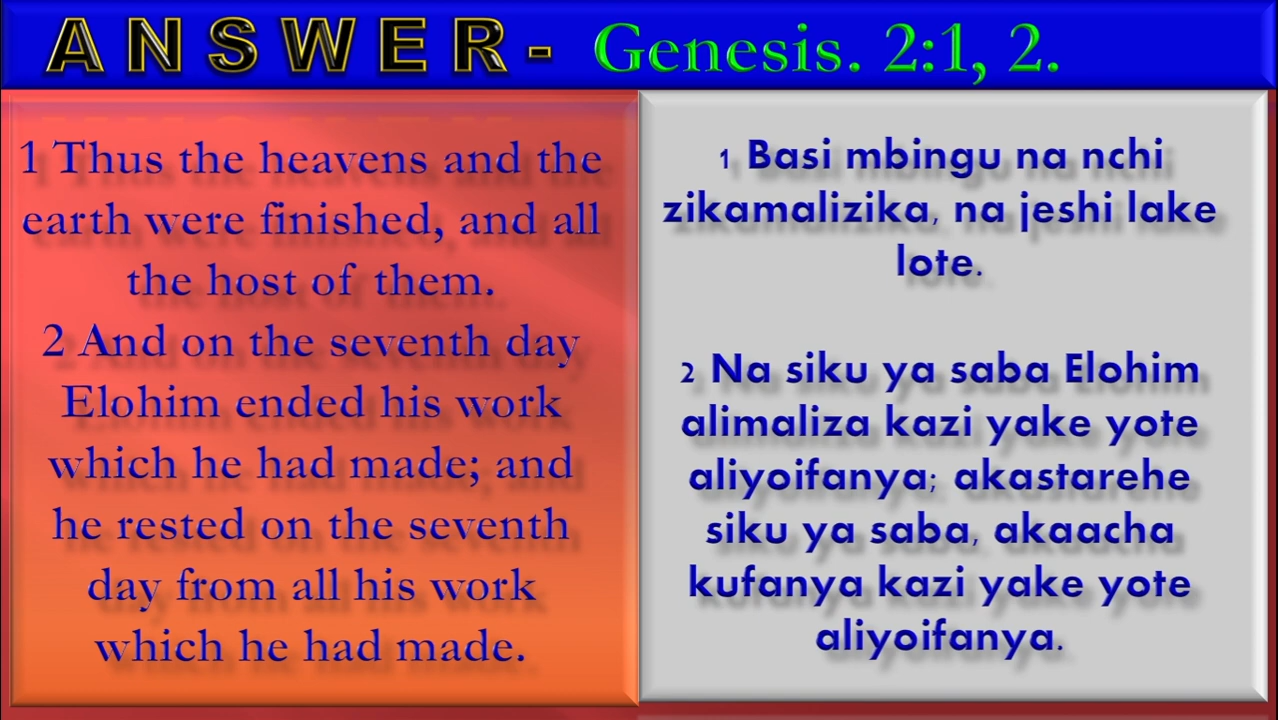 A N S W E R - Genesis. 2:1, 2.
1 Thus the heavens and the
earth were finished, and all
the host of them.
2 And on the seventh day
Elohim ended his work
which he had made; and
he rested on the seventh
day from all his work
which he had made.
1 Basi mbingu na nchi
zikamalizika, na jeshi lake
lote.
2 Na siku ya saba Elohim
alimaliza kazi yake yote
aliyoifanya; akastarehe
siku ya saba, akaacha
kufanya kazi yake yote
aliyoifanya.